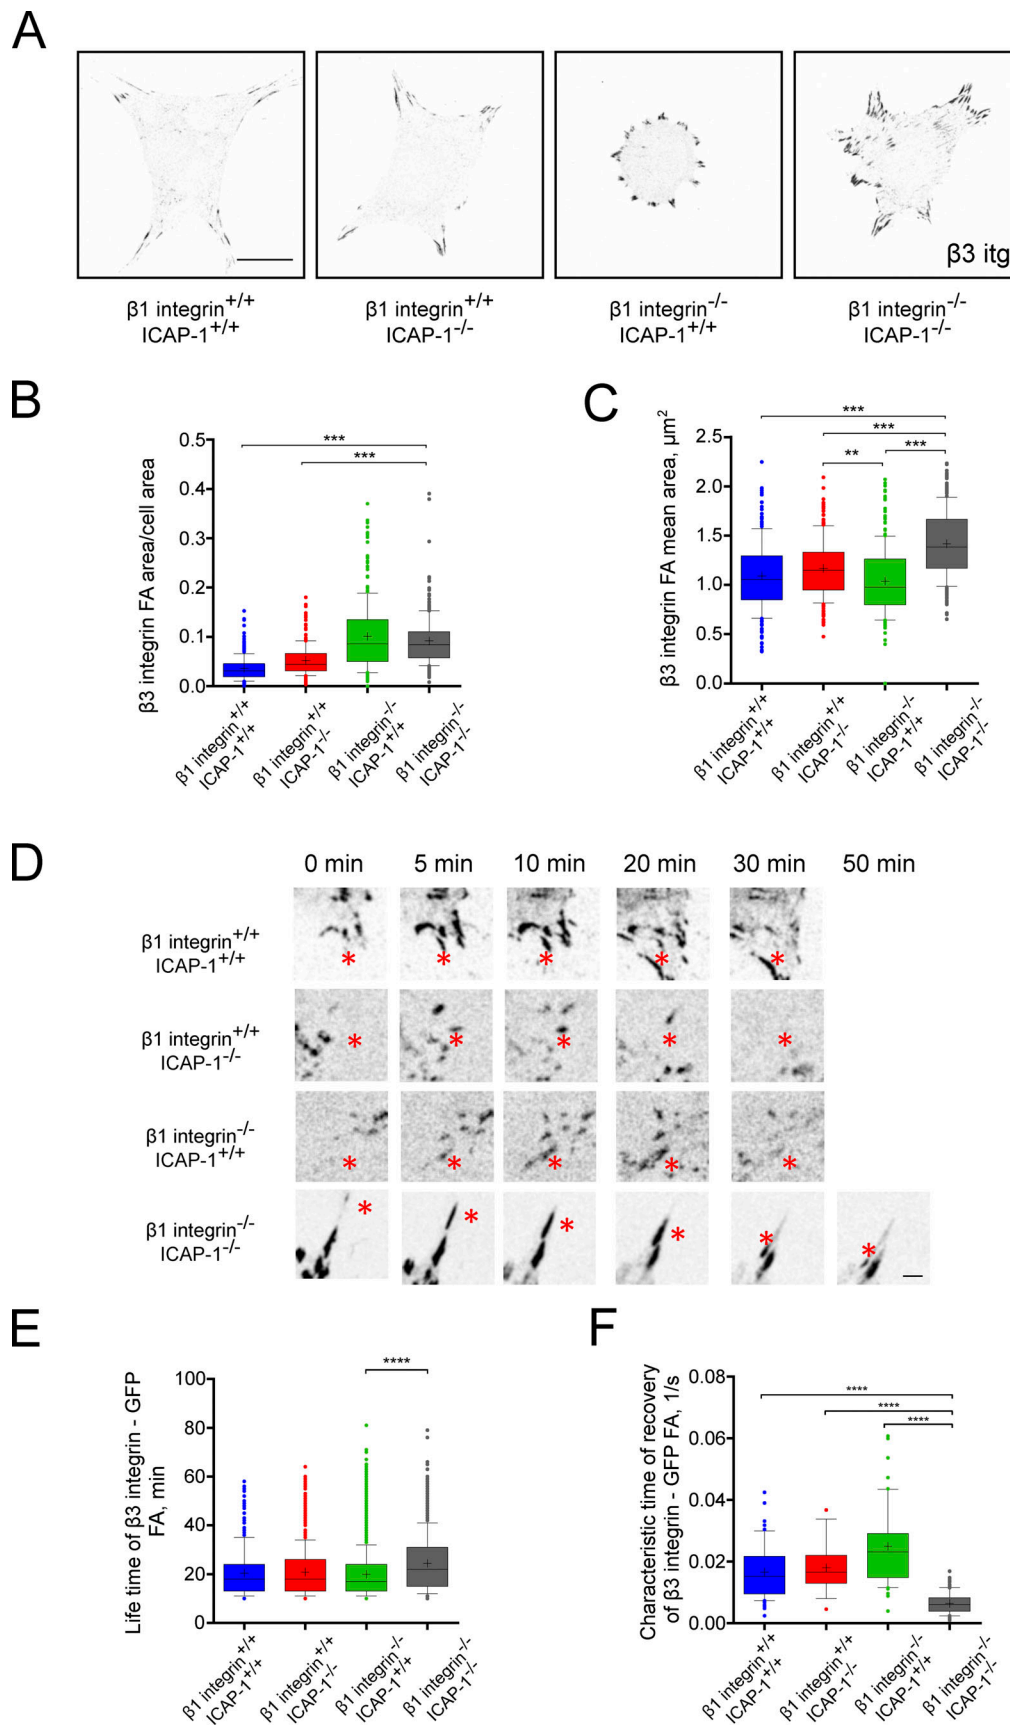 A
β3 itg
β1 integrin+/+
ICAP-1+/+
β1 integrin+/+
ICAP-1-/-
β1 integrin-/-
ICAP-1+/+
β1 integrin-/-
ICAP-1-/-
B
β3 integrin FA area/cell area
0.5
0.4
0.3
0.2
0.1
0.0
***
***
β1 integrin+/+
ICAP-1+/+
β1 integrin+/+
ICAP-1-/-
β1 integrin-/-
ICAP-1+/+
β1 integrin-/-
ICAP-1-/-
C
β3 integrin FA mean area, µm2
2.5
2.0
1.5
1.0
0.5
0.0
***
***
** ***
β1 integrin+/+
ICAP-1+/+
β1 integrin+/+
ICAP-1-/-
β1 integrin-/-
ICAP-1+/+
β1 integrin-/-
ICAP-1-/-
D
0 min 5 min 10 min 20 min 30 min 50 min
β1 integrin+/+
ICAP-1+/+
* * * * *
β1 integrin+/+
ICAP-1-/-
* * * * *
β1 integrin-/-
ICAP-1+/+
* * * * *
β1 integrin-/-
ICAP-1-/-
* * * * * *
E
Life time of β3 integrin - GFP
FA, min
100
80
60
40
20
0
****
β1 integrin+/+
ICAP-1+/+
β1 integrin+/+
ICAP-1-/-
β1 integrin-/-
ICAP-1+/+
β1 integrin-/-
ICAP-1-/-
F
Characteristic time of recovery
of β3 integrin - GFP FA, 1/s
0.08
0.06
0.04
0.02
0.00
****
****
****
β1 integrin+/+
ICAP-1+/+
β1 integrin+/+
ICAP-1-/-
β1 integrin-/-
ICAP-1+/+
β1 integrin-/-
ICAP-1-/-